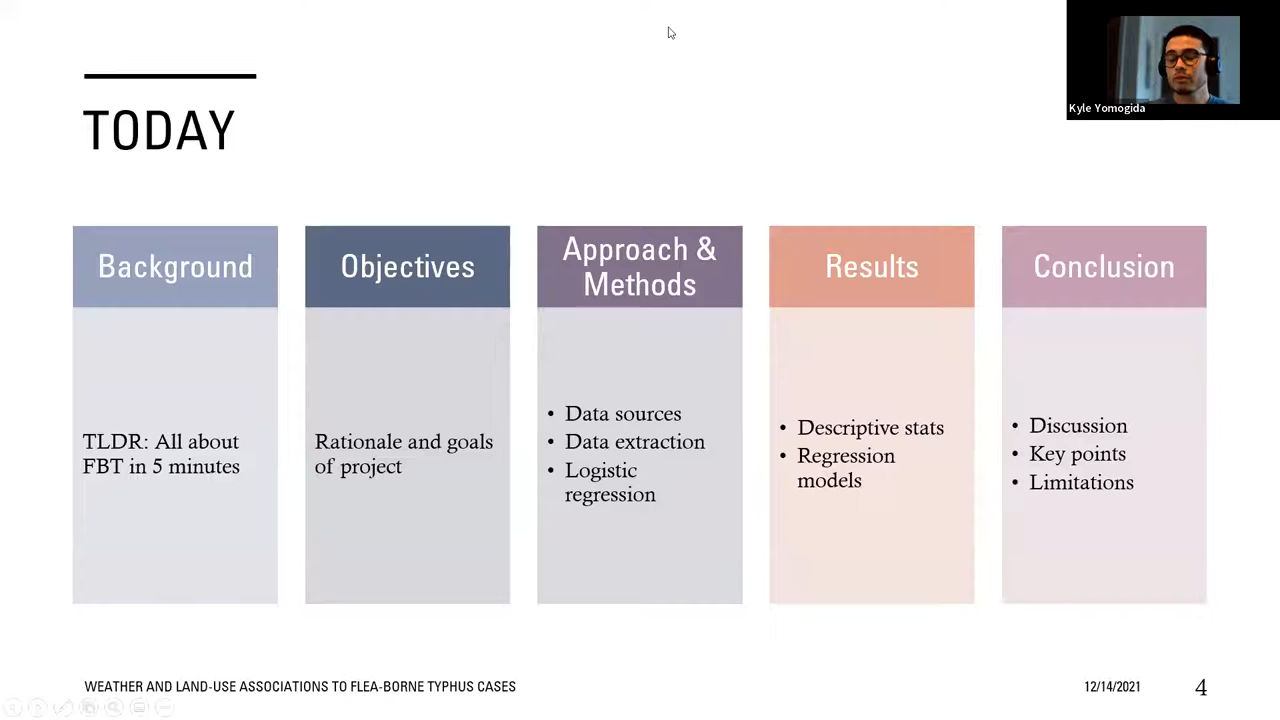 Kyle Yomogida
TODAY
Background
TLDR: All about
FBT in 5 minutes
Objectives
Rationale and goals
of project
Approach &
Methods
• Data sources
• Data extraction
• Logistic
regression
Results
• Descriptive stats
• Regression
models
Conclusion
• Discussion
• Key points
• Limitations
WEATHER AND LAND-USE ASSOCIATIONS TO FLEA-BORNE TYPHUS CASES
12/14/2021
4